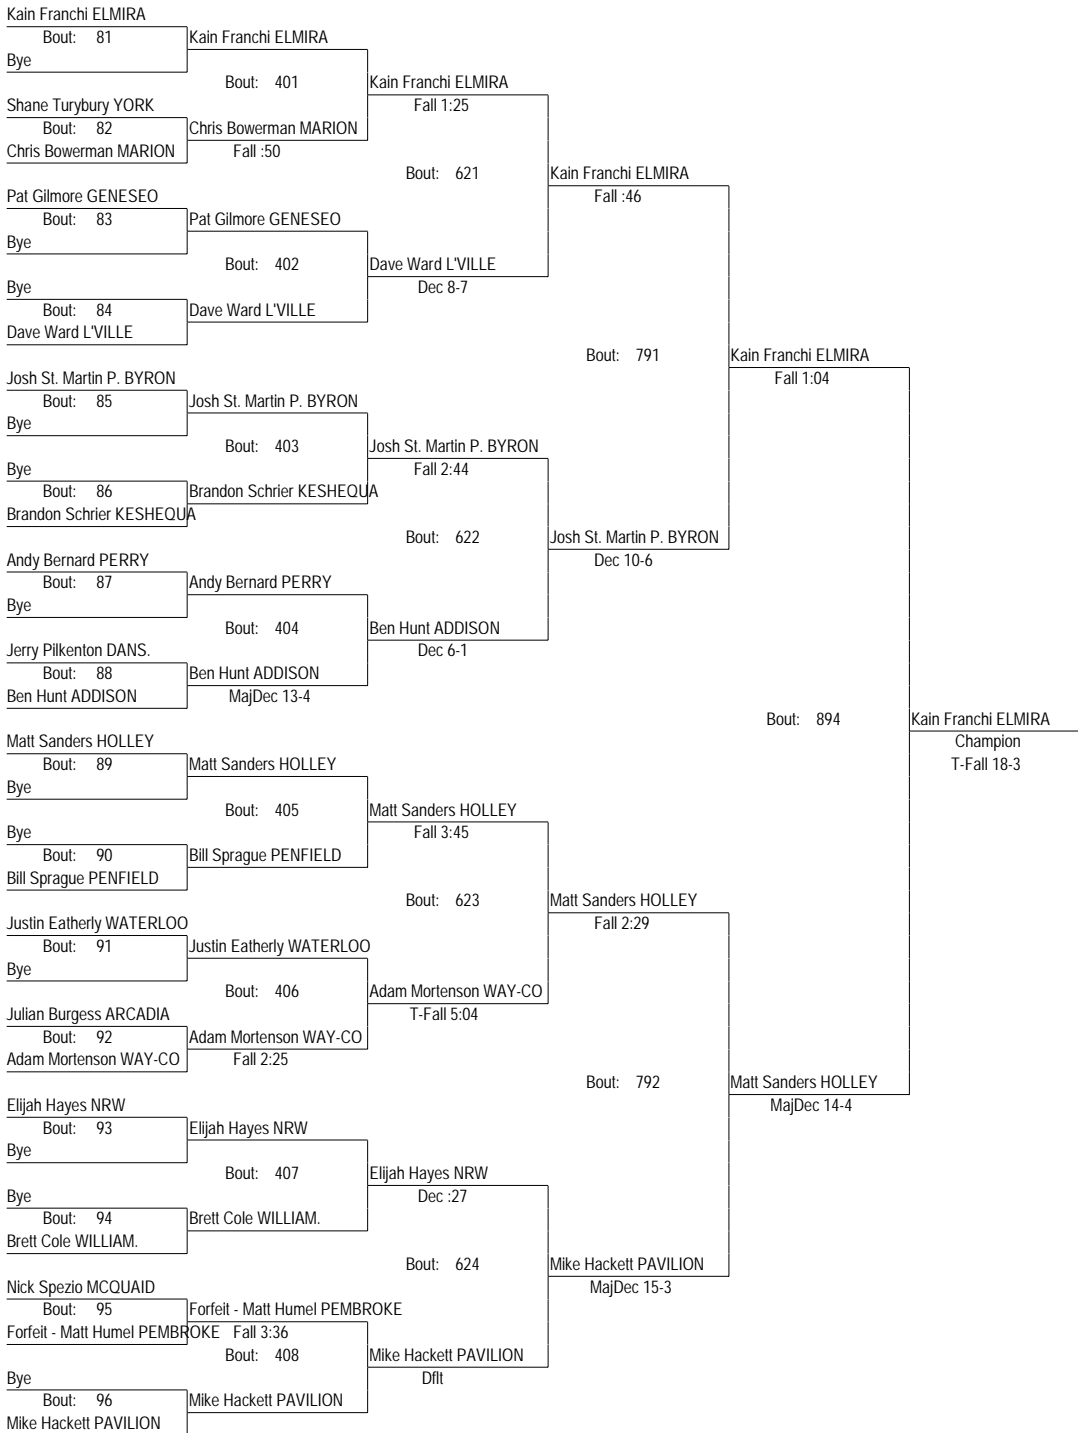 Kain Franchi ELMIRA
Bout: 81
Kain Franchi ELMIRA
Bye
Bout: 401
Kain Franchi ELMIRA
Shane Turybury YORK
Fall 1:25
Bout: 82
Chris Bowerman MARION
Chris Bowerman MARION
Fall :50
Bout: 621
Kain Franchi ELMIRA
Pat Gilmore GENESEO
Fall :46
Bout: 83
Pat Gilmore GENESEO
Bye
Bout: 402
Dave Ward L'VILLE
Bye
Dec 8-7
Bout: 84
Dave Ward L'VILLE
Dave Ward L'VILLE
Bout: 791
Kain Franchi ELMIRA
Josh St. Martin P. BYRON
Fall 1:04
Bout: 85
Josh St. Martin P. BYRON
Bye
Bout: 403
Josh St. Martin P. BYRON
Bye
Fall 2:44
Bout: 86
Brandon Schrier KESHEQUA
Brandon Schrier KESHEQUA
Bout: 622
Josh St. Martin P. BYRON
Andy Bernard PERRY
Dec 10-6
Bout: 87
Andy Bernard PERRY
Bye
Bout: 404
Ben Hunt ADDISON
Jerry Pilkenton DANS.
Dec 6-1
Bout: 88
Ben Hunt ADDISON
Ben Hunt ADDISON
MajDec 13-4
Bout: 894
Kain Franchi ELMIRA
Matt Sanders HOLLEY
Champion
Bout: 89
Matt Sanders HOLLEY
T-Fall 18-3
Bye
Bout: 405
Matt Sanders HOLLEY
Bye
Fall 3:45
Bout: 90
Bill Sprague PENFIELD
Bill Sprague PENFIELD
Bout: 623
Matt Sanders HOLLEY
Justin Eatherly WATERLOO
Fall 2:29
Bout: 91
Justin Eatherly WATERLOO
Bye
Bout: 406
Adam Mortenson WAY-CO
Julian Burgess ARCADIA
T-Fall 5:04
Bout: 92
Adam Mortenson WAY-CO
Adam Mortenson WAY-CO
Fall 2:25
Bout: 792
Matt Sanders HOLLEY
Elijah Hayes NRW
MajDec 14-4
Bout: 93
Elijah Hayes NRW
Bye
Bout: 407
Elijah Hayes NRW
Bye
Dec :27
Bout: 94
Brett Cole WILLIAM.
Brett Cole WILLIAM.
Bout: 624
Mike Hackett PAVILION
Nick Spezio MCQUAID
MajDec 15-3
Bout: 95
Forfeit - Matt Humel PEMBROKE
Forfeit - Matt Humel PEMBROKE
Fall 3:36
Bout: 408
Mike Hackett PAVILION
Bye
Dflt
Bout: 96
Mike Hackett PAVILION
Mike Hackett PAVILION